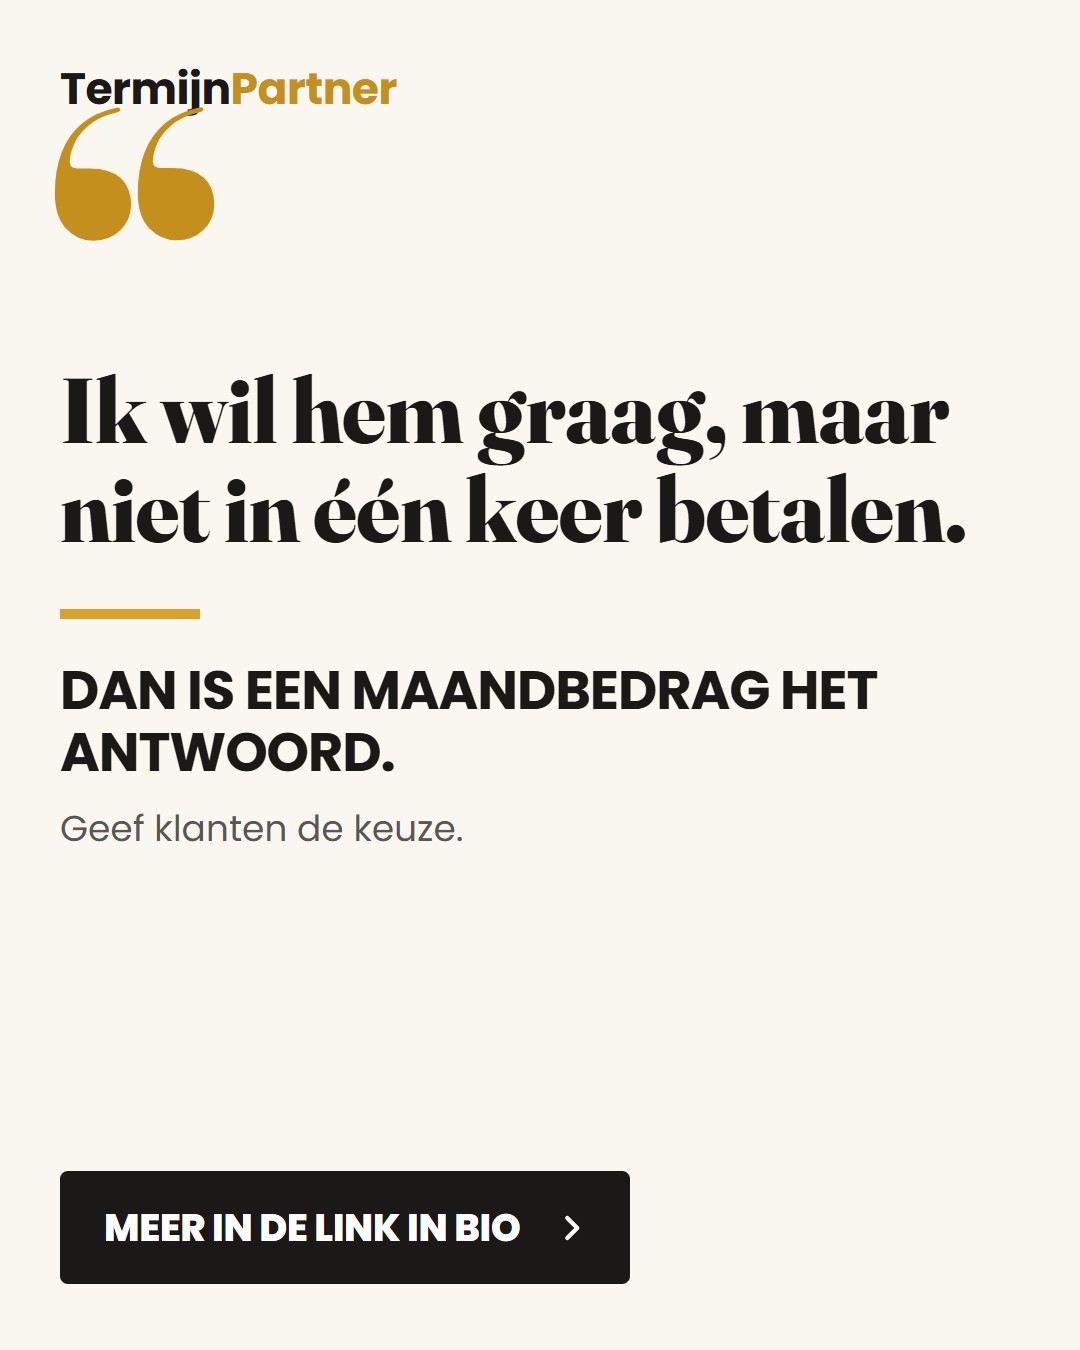 TermijnPartner
“
Ik wil hem graag, maar
niet in één keer betalen.
DAN IS EEN MAANDBEDRAG HET
ANTWOORD.
Geef klanten de keuze.
MEER IN DE LINK IN BIO